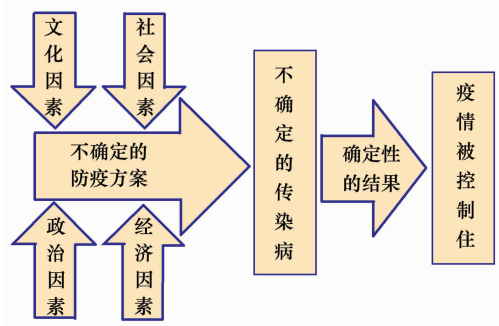 文化因素
社会因素
不确定的
防疫方案
政治因素
经济因素
不确定的传染病
确定性
的结果
疫情被控制住